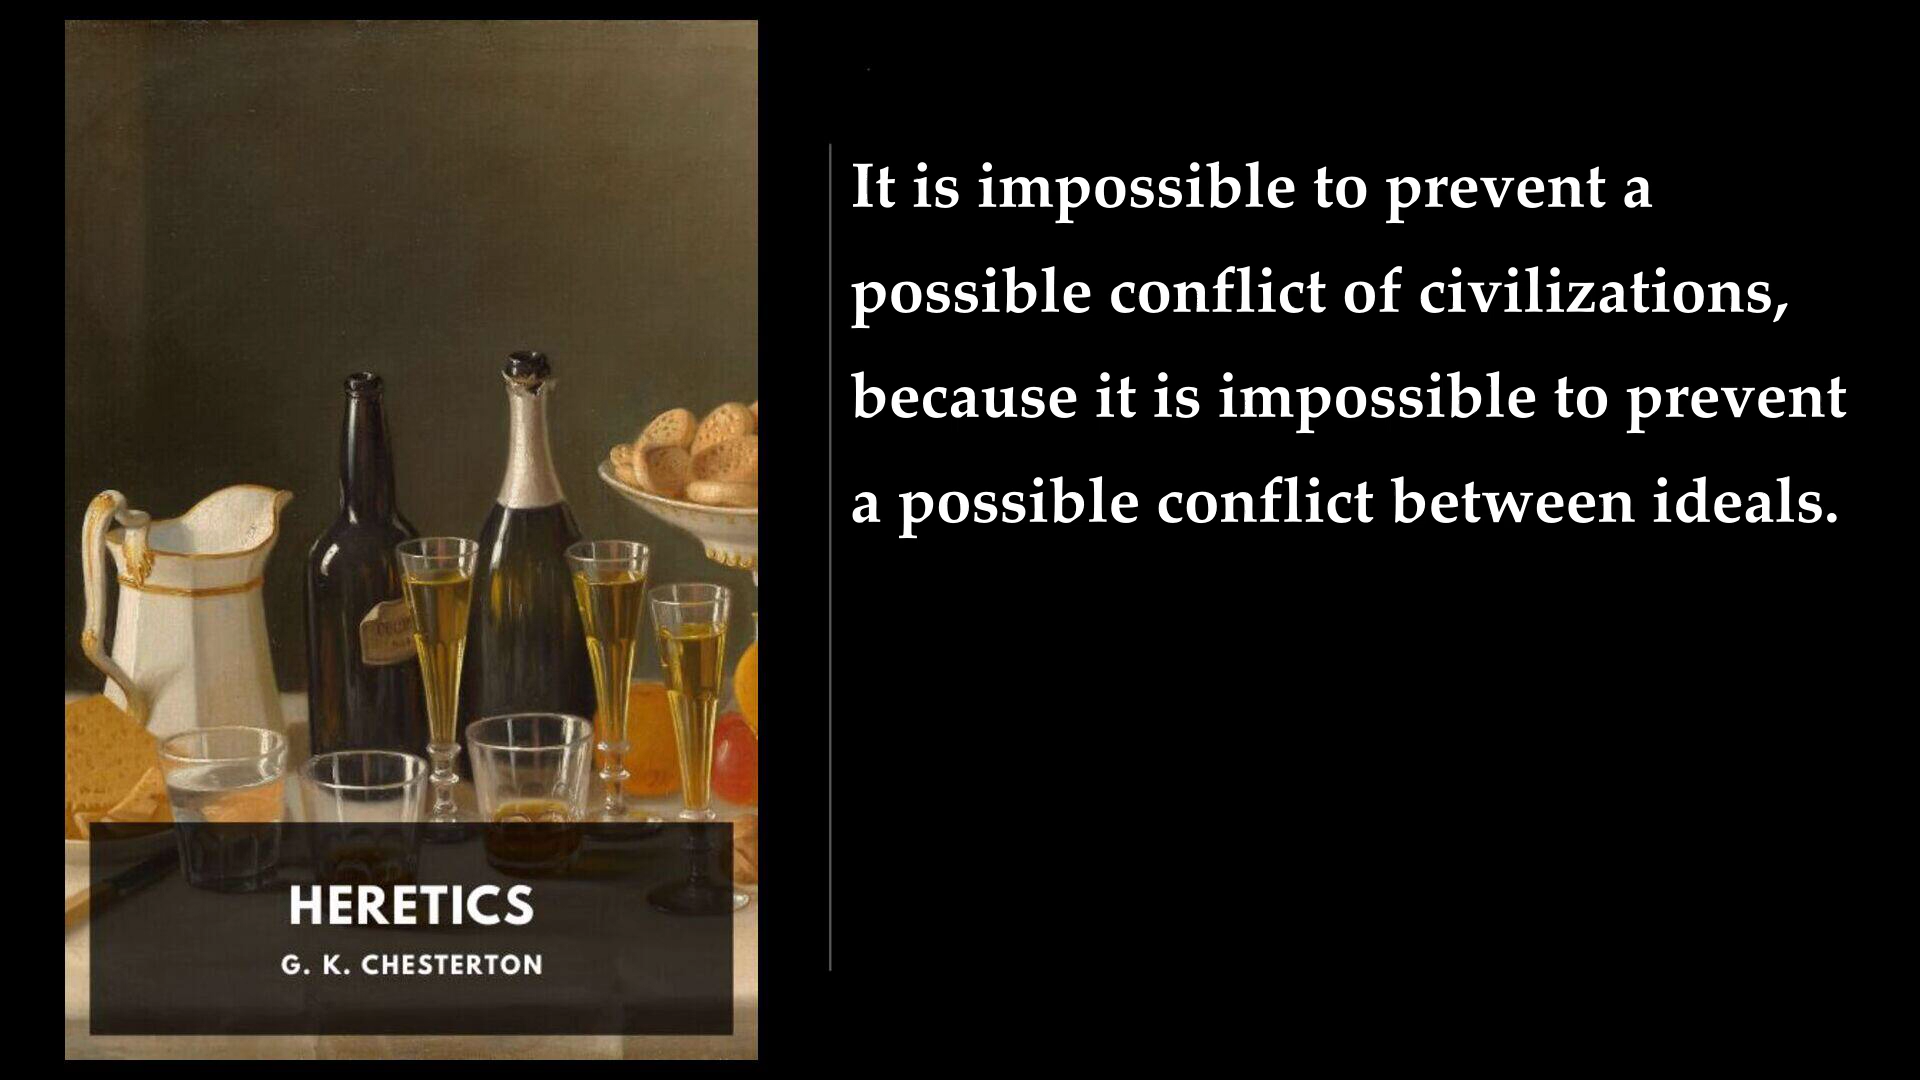 It is impossible to prevent a
possible conflict of civilizations,
because it is impossible to prevent
a possible conflict between ideals.
HERETICS
G. K. CHESTERTON